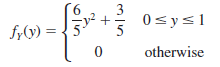 f_Y(y) = { 6/5 y² + 3/5   0 ≤ y ≤ 1
0   otherwise